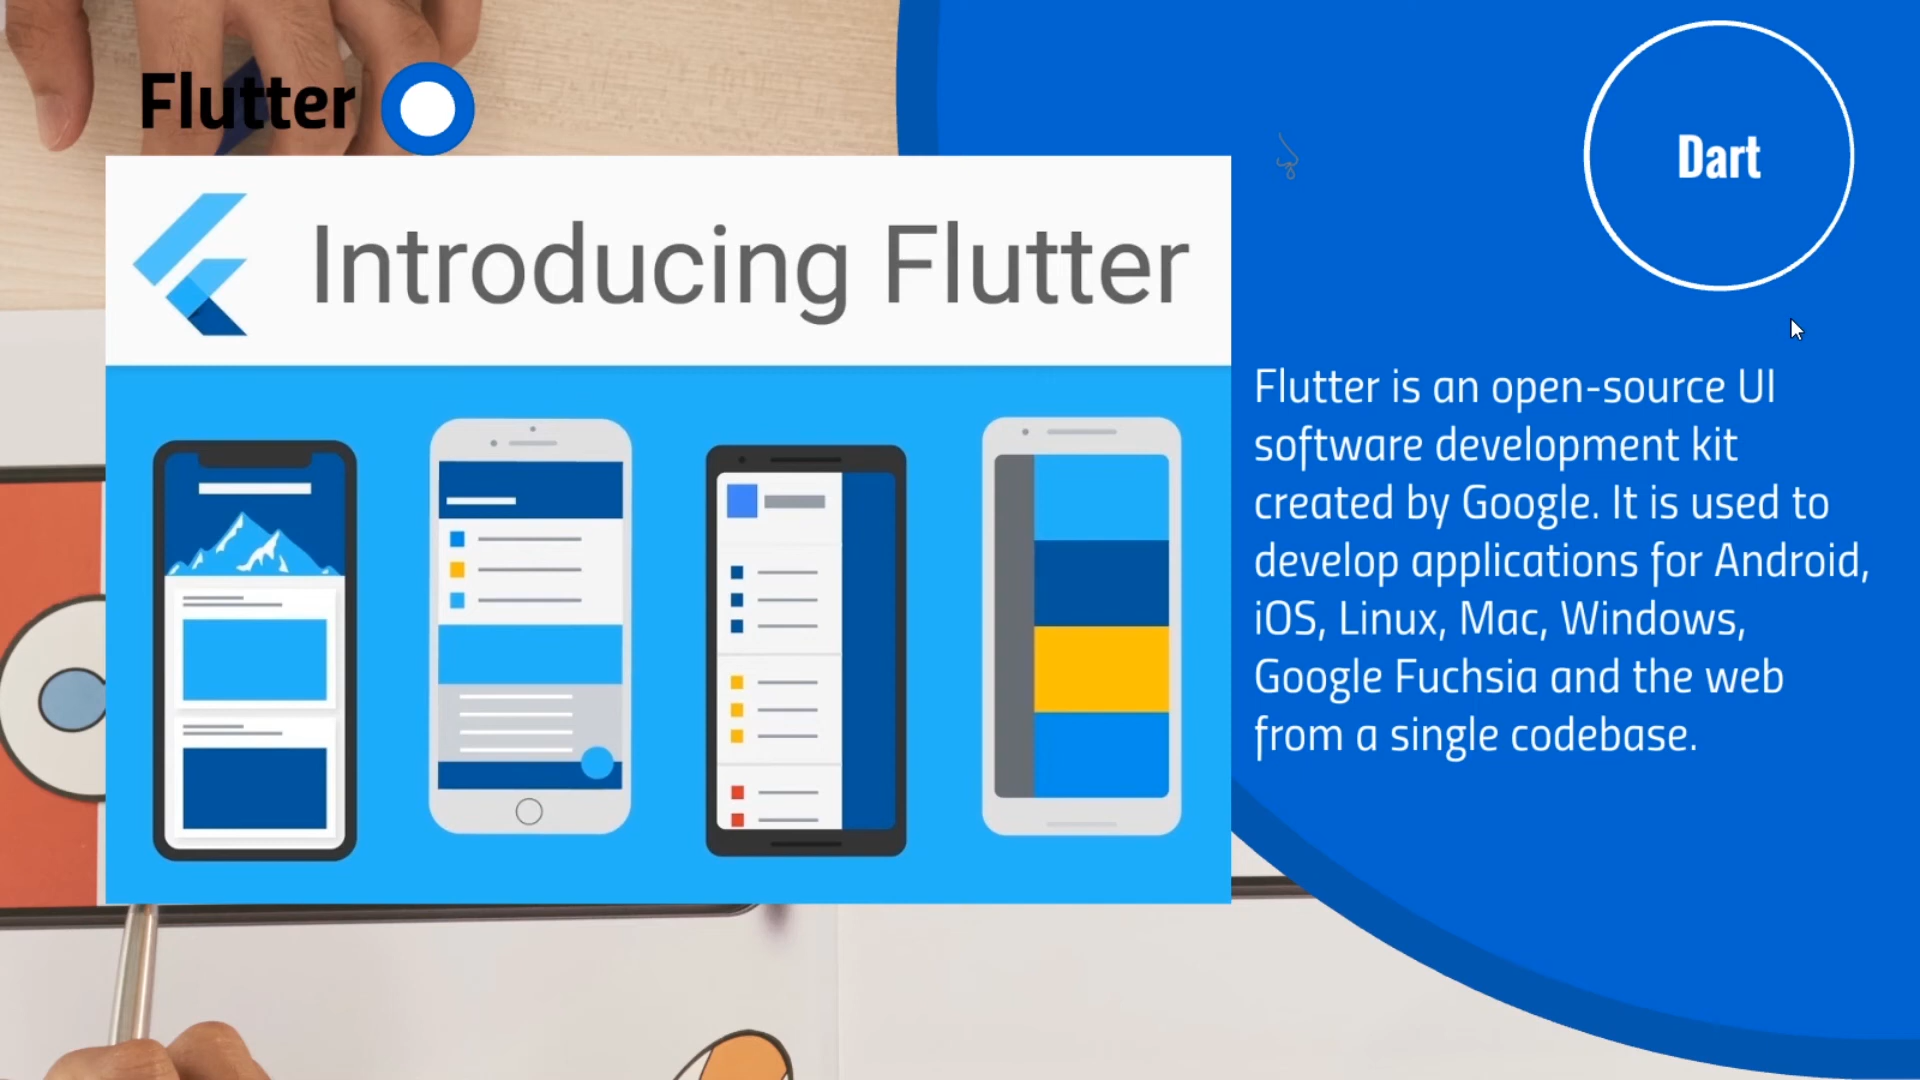 Flutter
Dart
Introducing Flutter
Flutter is an open-source UI
software development kit
created by Google. It is used to
develop applications for Android,
iOS, Linux, Mac, Windows,
Google Fuchsia and the web
from a single codebase.